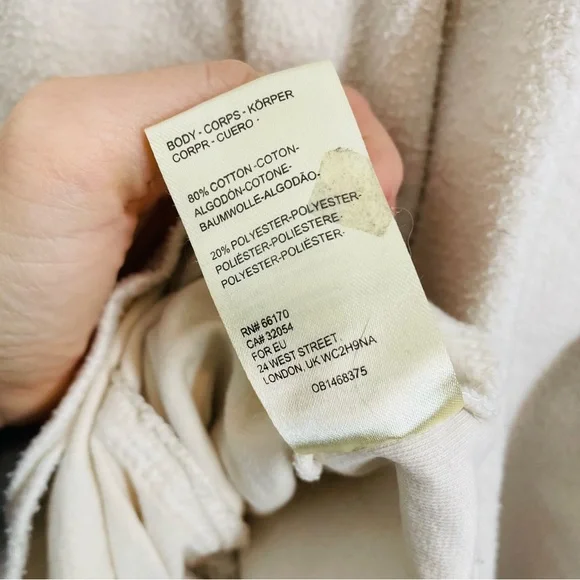 BODY - CORPS - KÖRPER
CORPR - CUERO -
80% COTTON -COTON-
ALGODÓN-COTONE-
BAUMWOLLE-ALGODÃO-
20% POLYESTER-POLYESTER-
POLIÉSTER-POLIESTERE-
POLYESTER-POLIÉSTER-
RN# 66170
CA# 32054
FOR EU
24 WEST STREET
LONDON, UK WC2H9NA
OB1468375